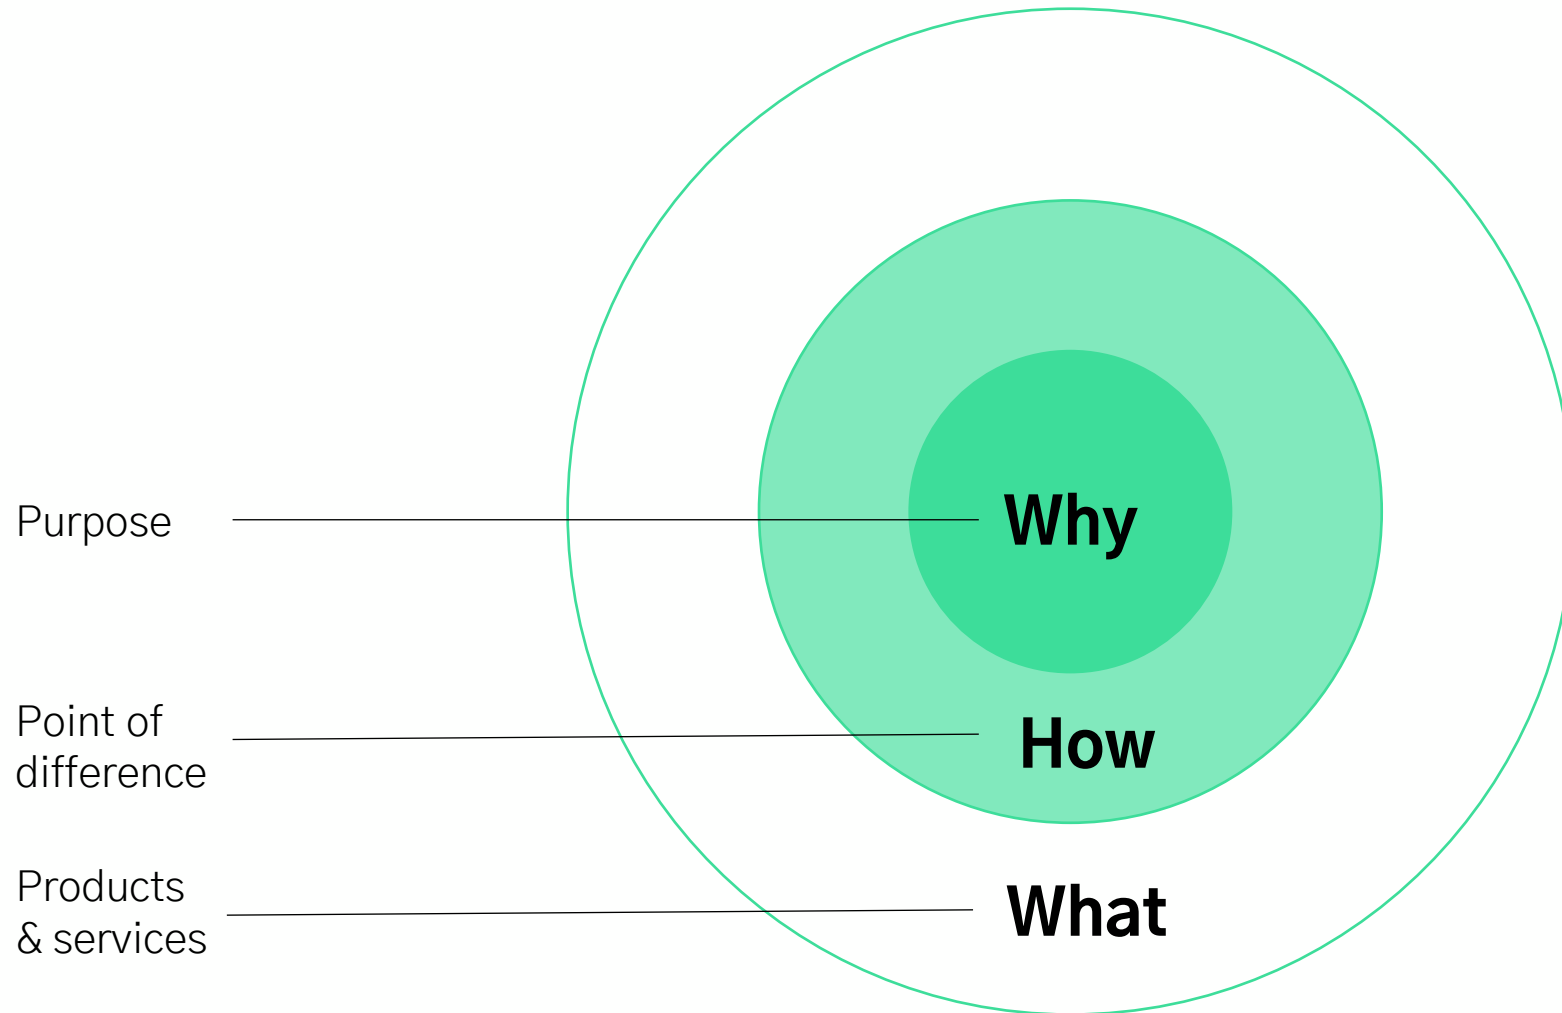 Purpose
Why
Point of
difference
How
Products
& services
What